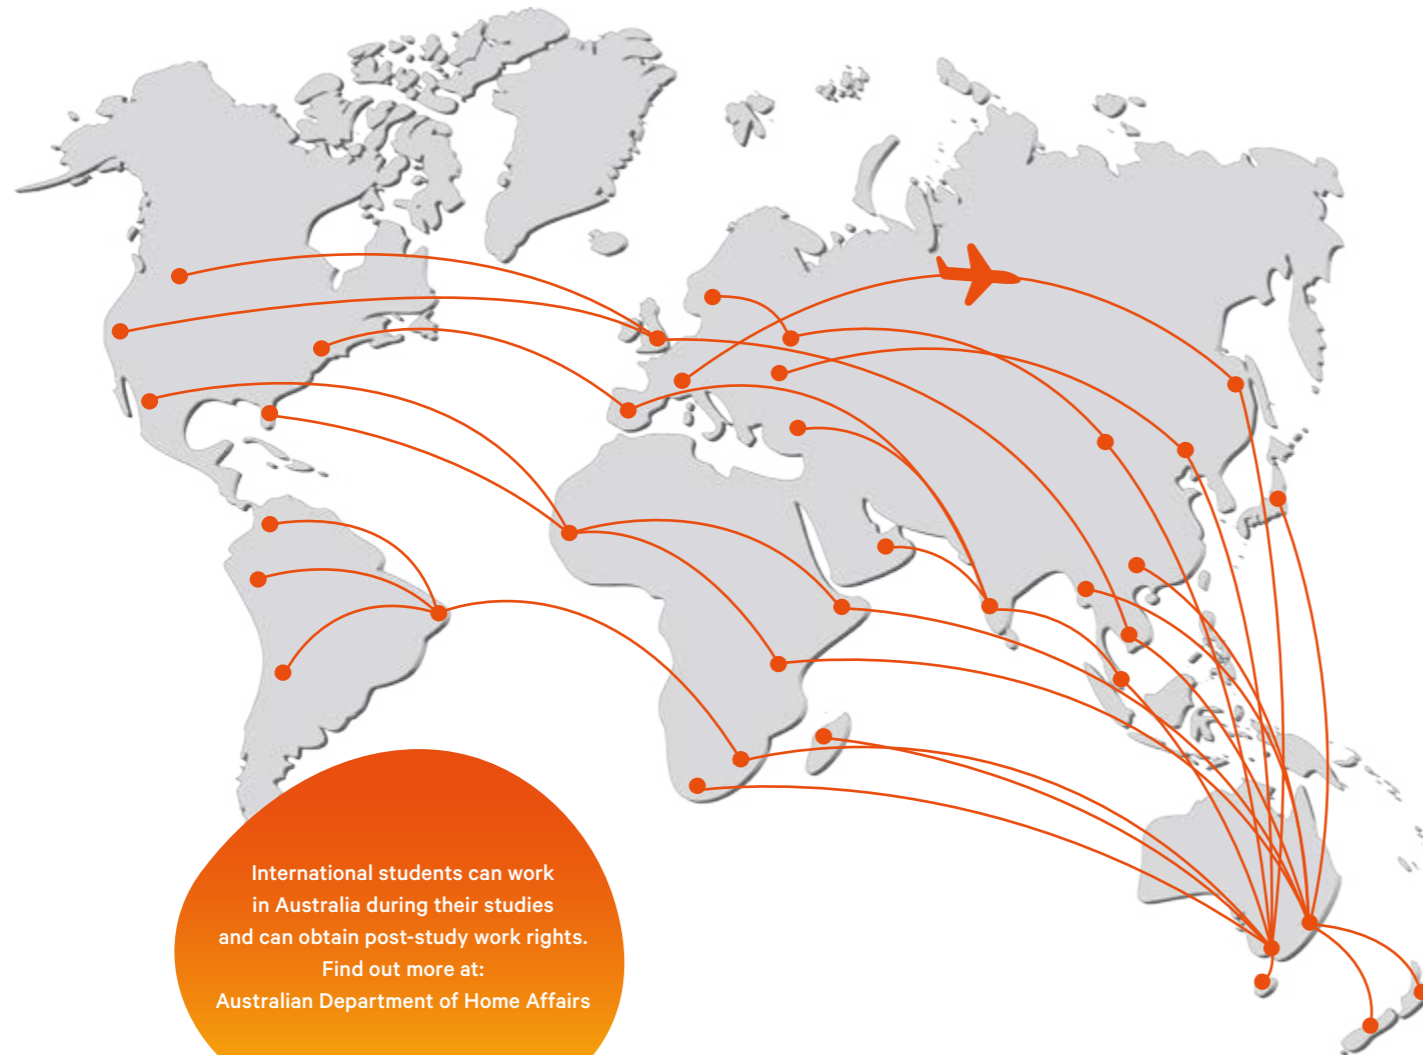 International students can work
in Australia during their studies
and can obtain post-study work rights.
Find out more at:
Australian Department of Home Affairs